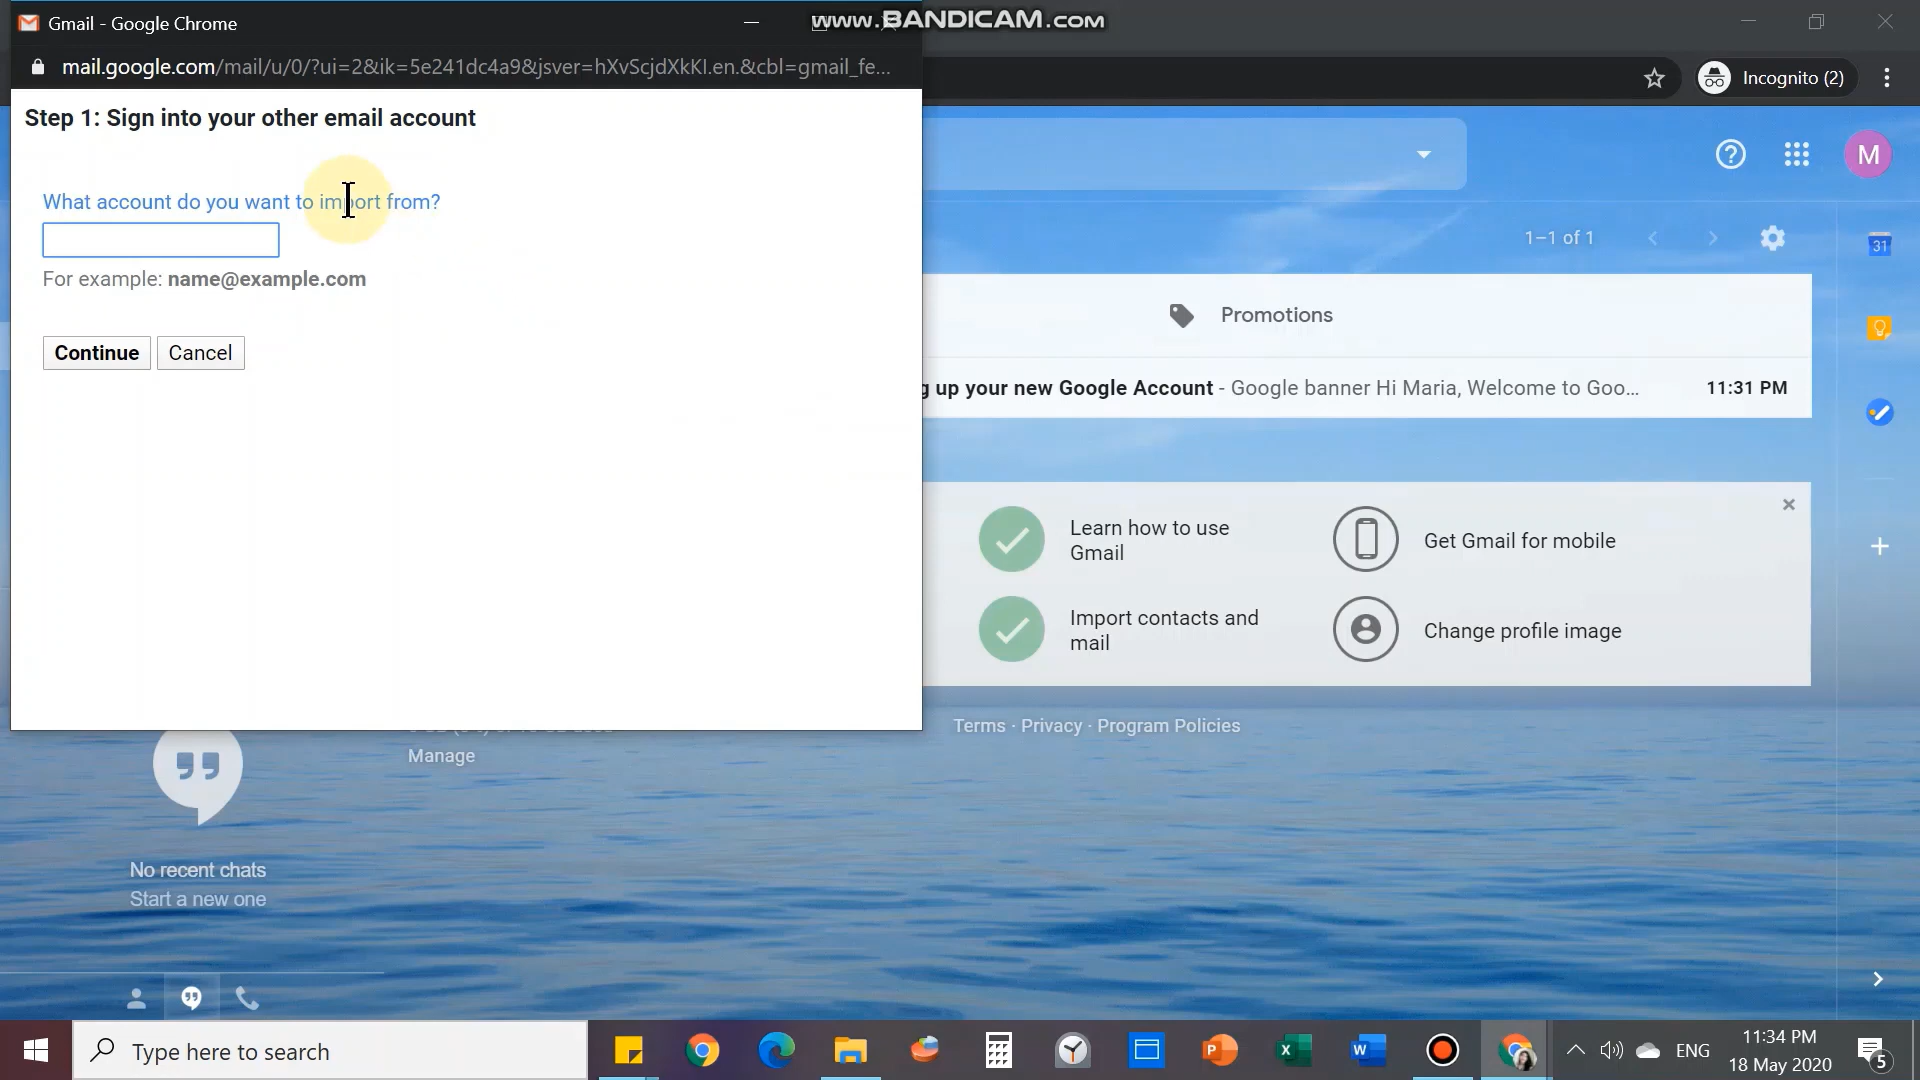 Gmail - Google Chrome
www.BANDICAM.com
mail.google.com/mail/u/0/?ui=2&ik=5e241dc4a9&jsver=hXvScjdXkKI.en.&cbl=gmail_fe...
Incognito (2)
Step 1: Sign into your other email account
M
What account do you want to import from?
For example: name@example.com
Continue
Cancel
1–1 of 1
31
Promotions
g up your new Google Account - Google banner Hi Maria, Welcome to Goo...
11:31 PM
Learn how to use
Gmail
Get Gmail for mobile
Import contacts and
mail
Change profile image
Terms · Privacy · Program Policies
Manage
No recent chats
Start a new one
Type here to search
ENG
11:34 PM
18 May 2020
5